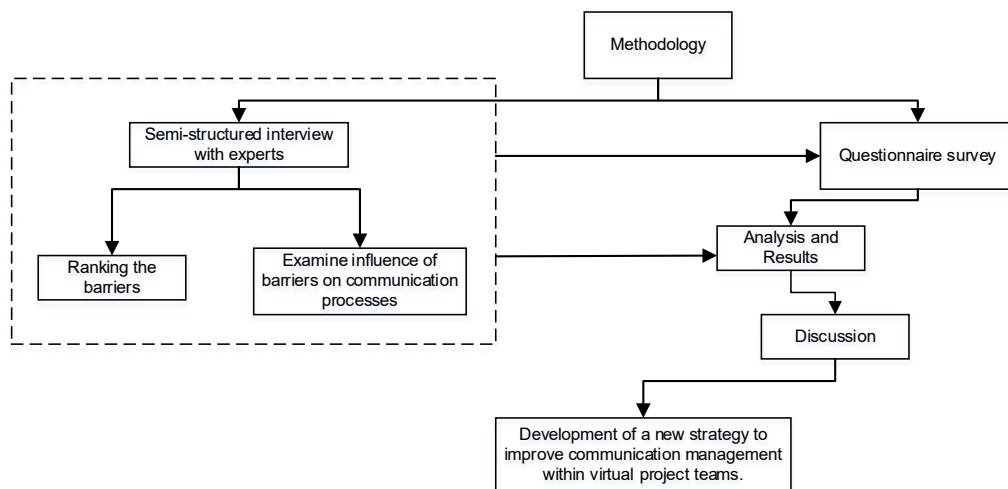 Methodology
Semi-structured interview
with experts
Questionnaire survey
Ranking the
barriers
Examine influence of
barriers on communication
processes
Analysis and
Results
Discussion
Development of a new strategy to
improve communication management
within virtual project teams.